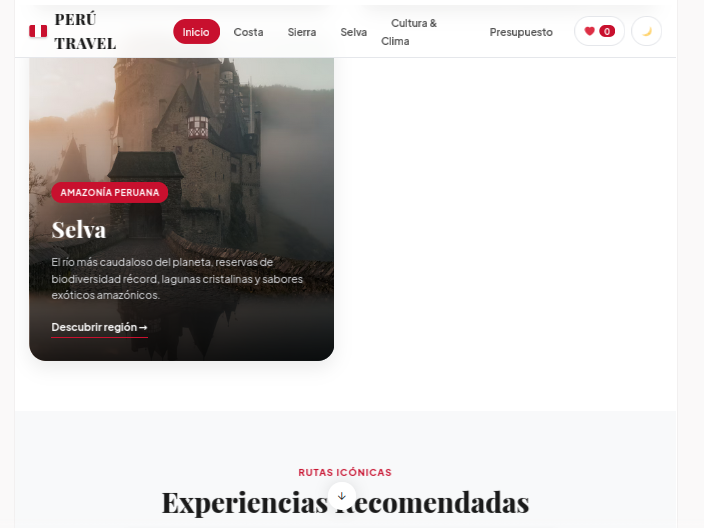 PERÚ
TRAVEL
Inicio
Costa
Sierra
Selva
Cultura &
Clima
Presupuesto
0
AMAZONÍA PERUANA
Selva
El río más caudaloso del planeta, reservas de
biodiversidad récord, lagunas cristalinas y sabores
exóticos amazónicos.
Descubrir región →
RUTAS ICÓNICAS
Experiencias Recomendadas